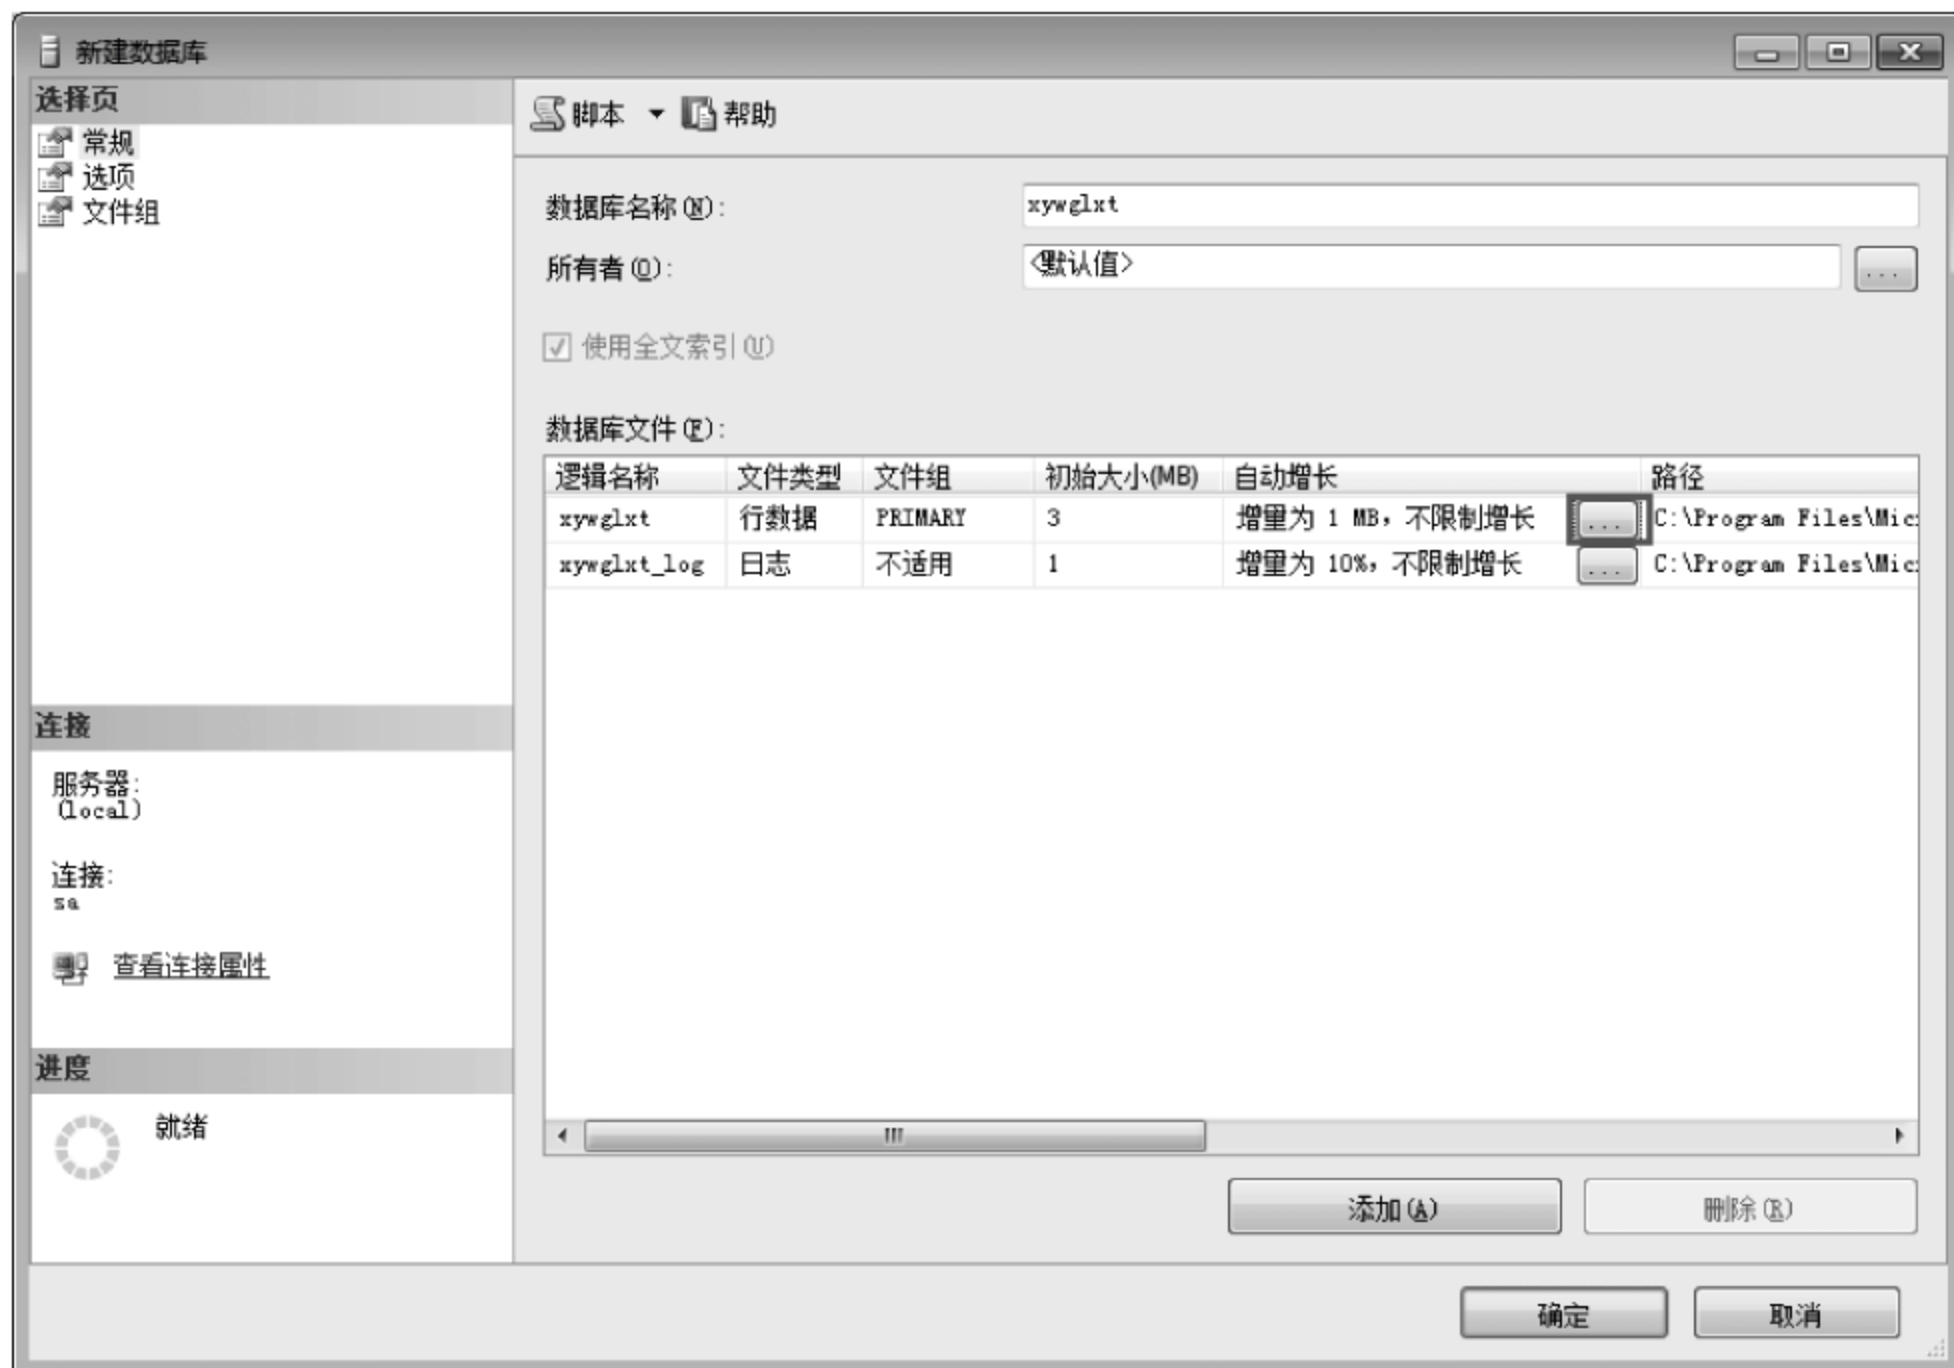 新建数据库
选择页
常规
选项
文件组
脚本 帮助
数据库名称(N): xywglxt
所有者(O): <默认值> ...
使用全文索引(U)
数据库文件(F):
逻辑名称 文件类型 文件组 初始大小(MB) 自动增长 路径
xywglxt 行数据 PRIMARY 3 增量为 1 MB，不限制增长 ... C:\Program Files\Mic
xywglxt_log 日志 不适用 1 增量为 10%，不限制增长 ... C:\Program Files\Mic
连接
服务器:
(local)
连接:
sa
查看连接属性
进度
就绪
添加(A) 删除(R)
确定 取消